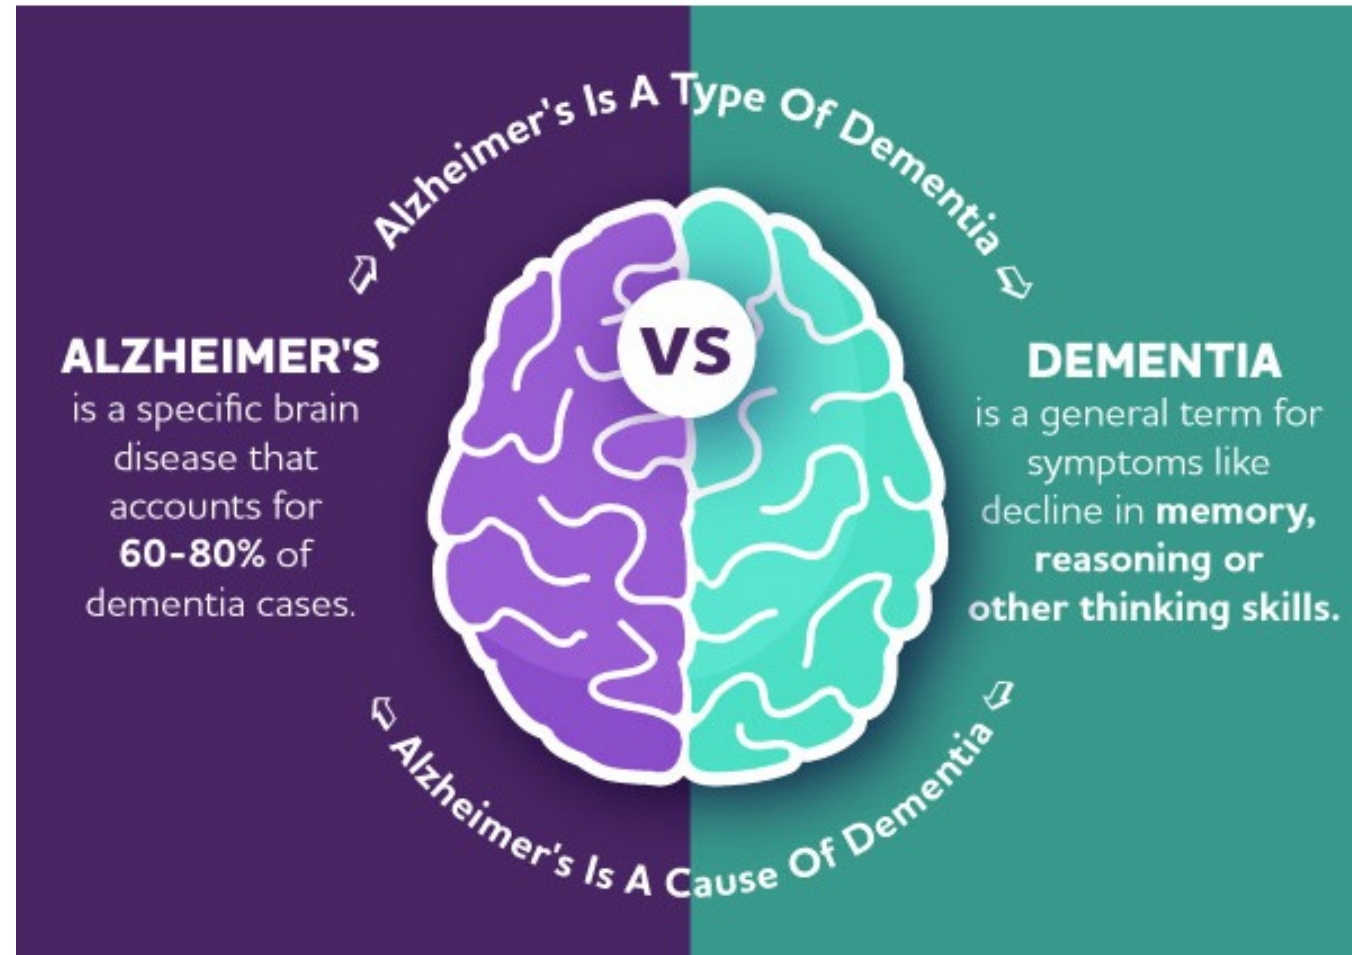 Alzheimer's Is A Type Of Dementia
ALZHEIMER'S
is a specific brain
disease that
accounts for
60-80% of
dementia cases.
VS
DEMENTIA
is a general term for
symptoms like
decline in memory,
reasoning or
other thinking skills.
Alzheimer's Is A Cause Of Dementia